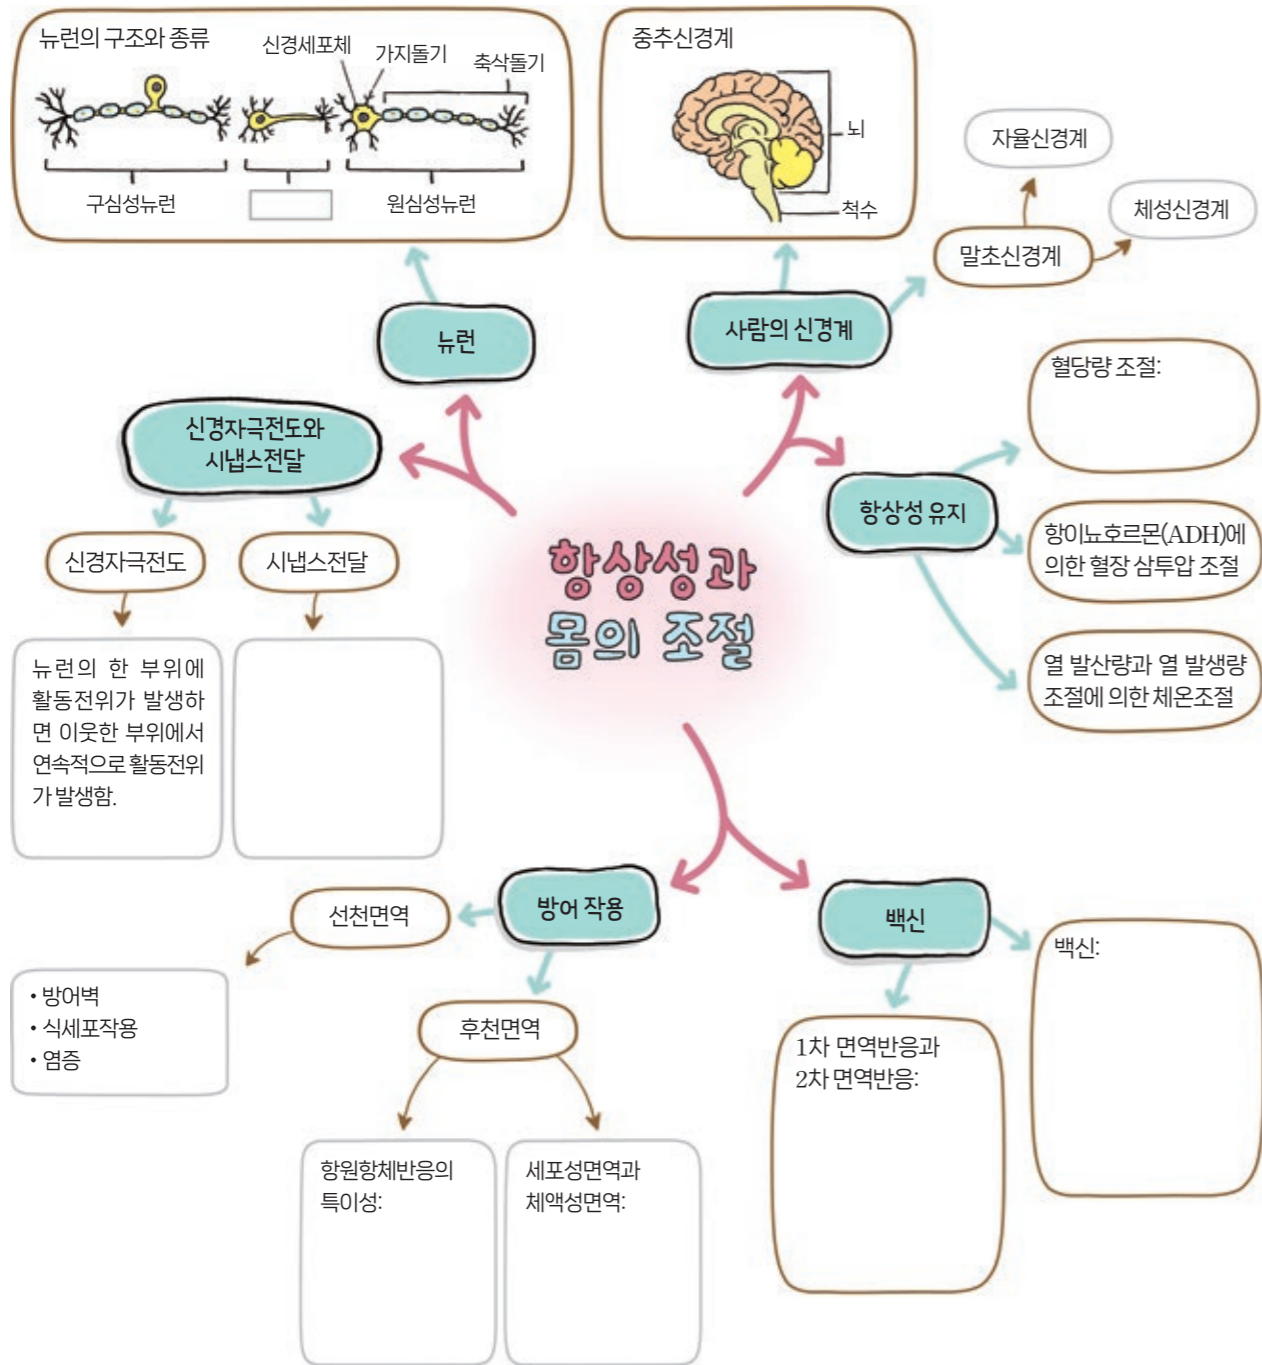 뉴런의 구조와 종류
신경세포체
가지돌기
축삭돌기
구심성뉴런
원심성뉴런
중추신경계
뇌
척수
자율신경계
체성신경계
말초신경계
뉴런
사람의 신경계
신경자극전도와
시냅스전달
신경자극전도
시냅스전달
뉴런의 한 부위에
활동전위가 발생하
면 이웃한 부위에서
연속적으로 활동전위
가 발생함.
항상성과
몸의 조절
항상성 유지
혈당량 조절:
항이뇨호르몬(ADH)에
의한 혈장 삼투압 조절
열 발산량과 열 발생량
조절에 의한 체온조절
방어 작용
선천면역
• 방어벽
• 식세포작용
• 염증
후천면역
항원항체반응의
특이성:
세포성면역과
체액성면역:
백신
1차 면역반응과
2차 면역반응:
백신: